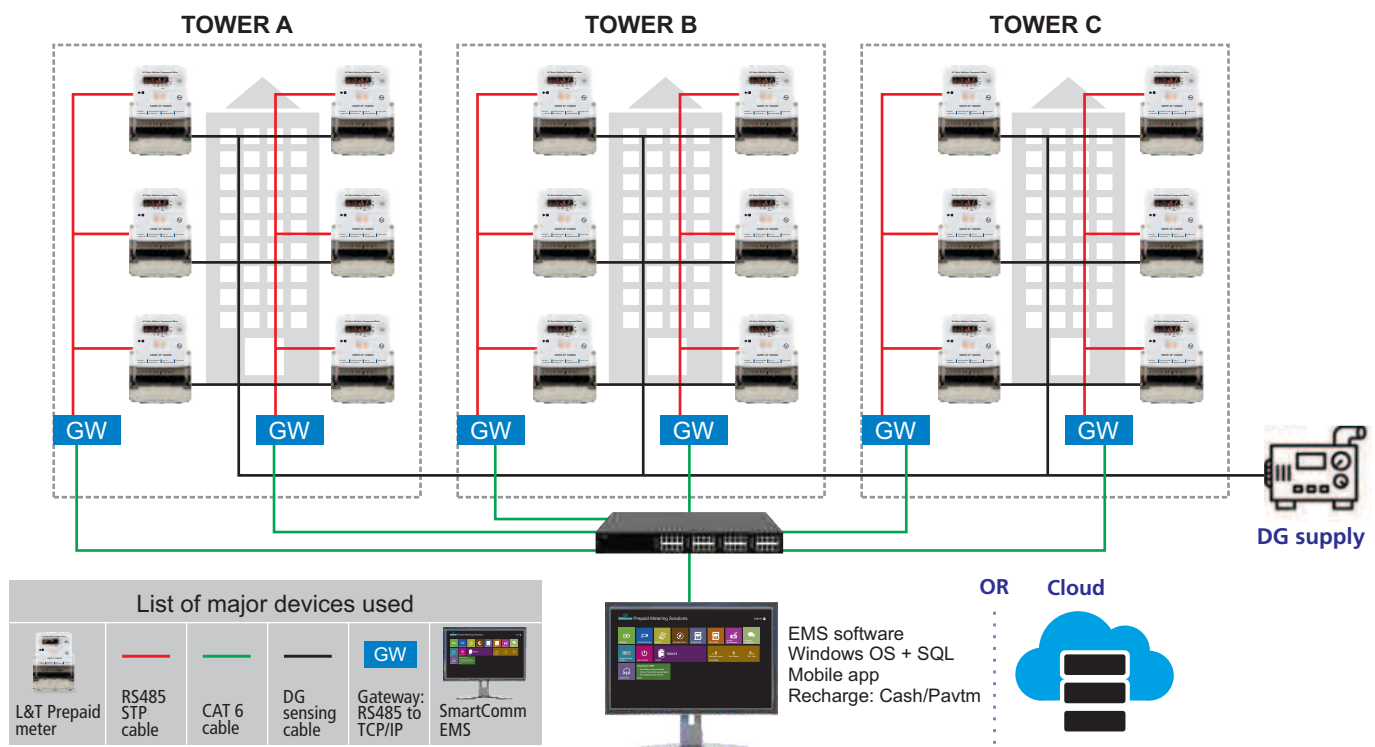 TOWER A
TOWER B
TOWER C
GW
GW
GW
GW
GW
GW
DG supply
List of major devices used
L&T Prepaid
meter
RS485
STP
cable
CAT 6
cable
DG
sensing
cable
GW
Gateway:
RS485 to
TCP/IP
SmartComm
EMS
Prepaid Metering Solutions
EMS software
Windows OS + SQL
Mobile app
Recharge: Cash/Pavtm
OR
Cloud